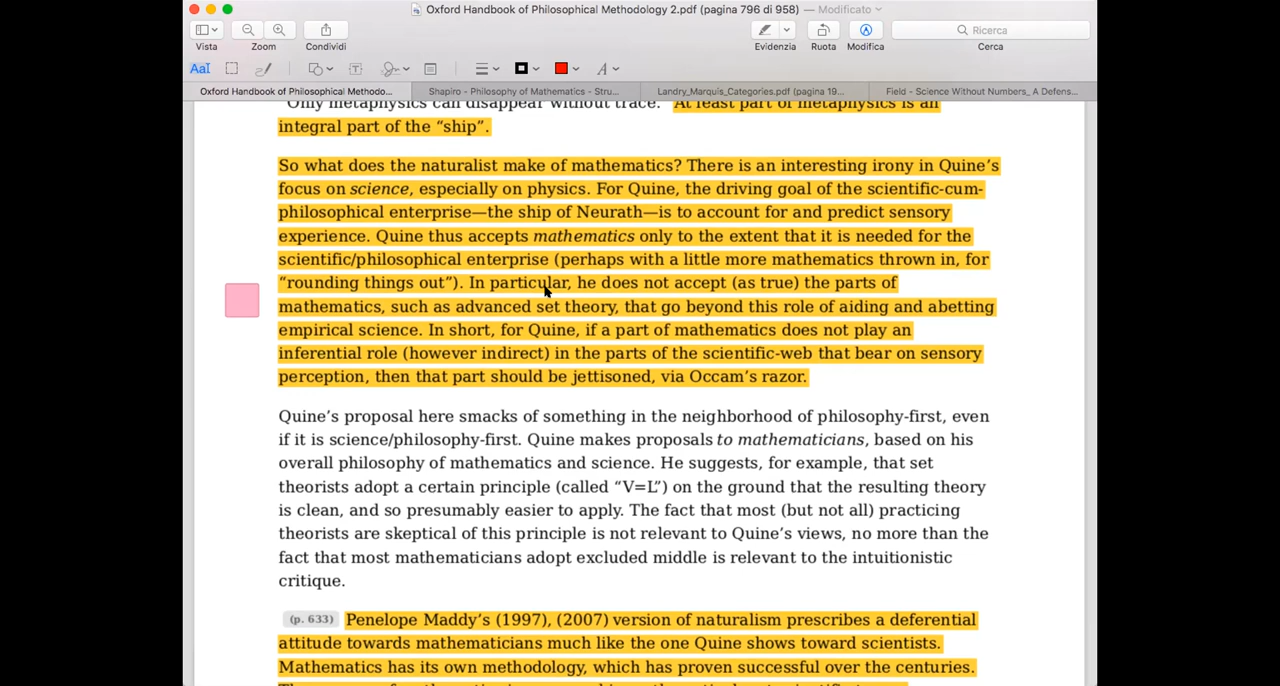 Oxford Handbook of Philosophical Methodology 2.pdf (pagina 796 di 958) — Modificato
Vista
Zoom
Condividi
Evidenzia
Ruota
Modifica
Ricerca
Cerca
AaI
A
Oxford Handbook of Philosophical Methodo...
Shapiro - Philosophy of Mathematics - Stru...
Landry_Marquis_Categories.pdf (pagina 19...
Field - Science Without Numbers_ A Defens...
"Only metaphysics can disappear without trace." At least part of metaphysics is an
integral part of the “ship”.
So what does the naturalist make of mathematics? There is an interesting irony in Quine’s
focus on science, especially on physics. For Quine, the driving goal of the scientific-cum-
philosophical enterprise—the ship of Neurath—is to account for and predict sensory
experience. Quine thus accepts mathematics only to the extent that it is needed for the
scientific/philosophical enterprise (perhaps with a little more mathematics thrown in, for
“rounding things out”). In particular, he does not accept (as true) the parts of
mathematics, such as advanced set theory, that go beyond this role of aiding and abetting
empirical science. In short, for Quine, if a part of mathematics does not play an
inferential role (however indirect) in the parts of the scientific-web that bear on sensory
perception, then that part should be jettisoned, via Occam’s razor.
Quine’s proposal here smacks of something in the neighborhood of philosophy-first, even
if it is science/philosophy-first. Quine makes proposals to mathematicians, based on his
overall philosophy of mathematics and science. He suggests, for example, that set
theorists adopt a certain principle (called “V=L”) on the ground that the resulting theory
is clean, and so presumably easier to apply. The fact that most (but not all) practicing
theorists are skeptical of this principle is not relevant to Quine’s views, no more than the
fact that most mathematicians adopt excluded middle is relevant to the intuitionistic
critique.
(p. 633) Penelope Maddy’s (1997), (2007) version of naturalism prescribes a deferential
attitude towards mathematicians much like the one Quine shows toward scientists.
Mathematics has its own methodology, which has proven successful over the centuries.